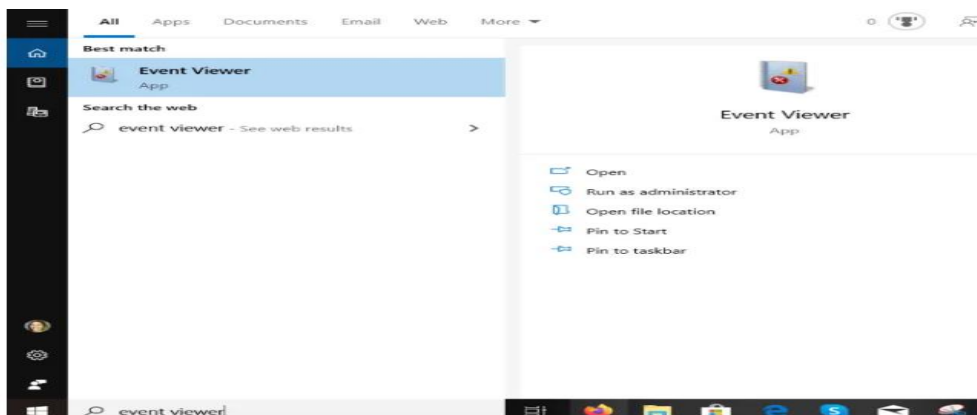 All Apps Documents Email Web More
0
Best match
Event Viewer
App
Search the web
event viewer - See web results
Event Viewer
App
Open
Run as administrator
Open file location
Pin to Start
Pin to taskbar
event viewer